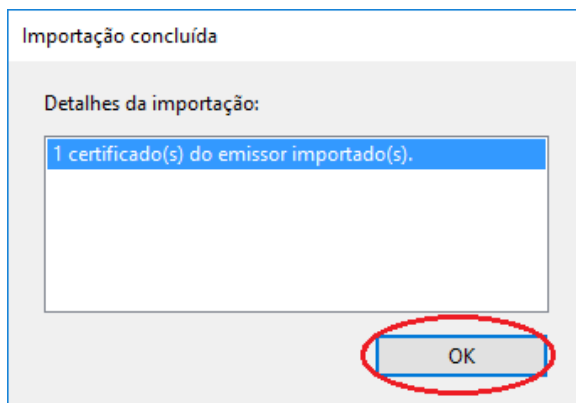 Importação concluída
Detalhes da importação:
1 certificado(s) do emissor importado(s).
OK